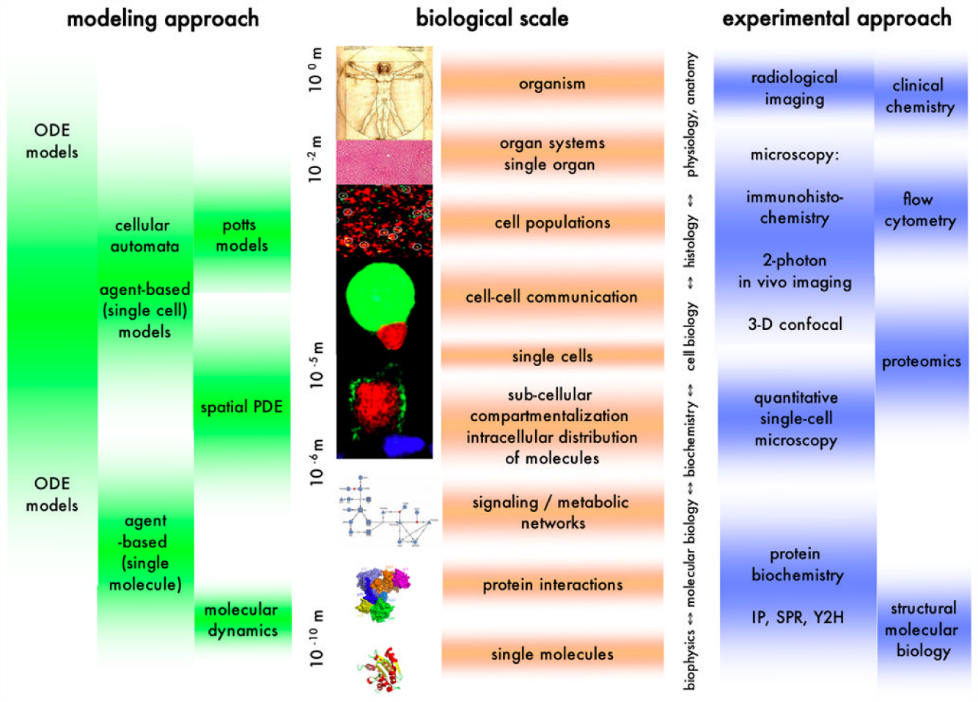 modeling approach
biological scale
experimental approach
ODE
models
cellular
automata
potts
models
agent-based
(single cell)
models
spatial PDE
ODE
models
agent
-based
(single
molecule)
molecular
dynamics
10⁰ m
10⁻² m
10⁻⁵ m
10⁻⁶ m
10⁻¹⁰ m
organism
organ systems
single organ
cell populations
cell-cell communication
single cells
sub-cellular
compartmentalization
intracellular distribution
of molecules
signaling / metabolic
networks
protein interactions
single molecules
biophysics ↔ molecular biology ↔ biochemistry ↔ cell biology ↔ histology ↔ physiology, anatomy
radiological
imaging
clinical
chemistry
microscopy:
immunohisto-
chemistry
flow
cytometry
2-photon
in vivo imaging
3-D confocal
proteomics
quantitative
single-cell
microscopy
protein
biochemistry
IP, SPR, Y2H
structural
molecular
biology